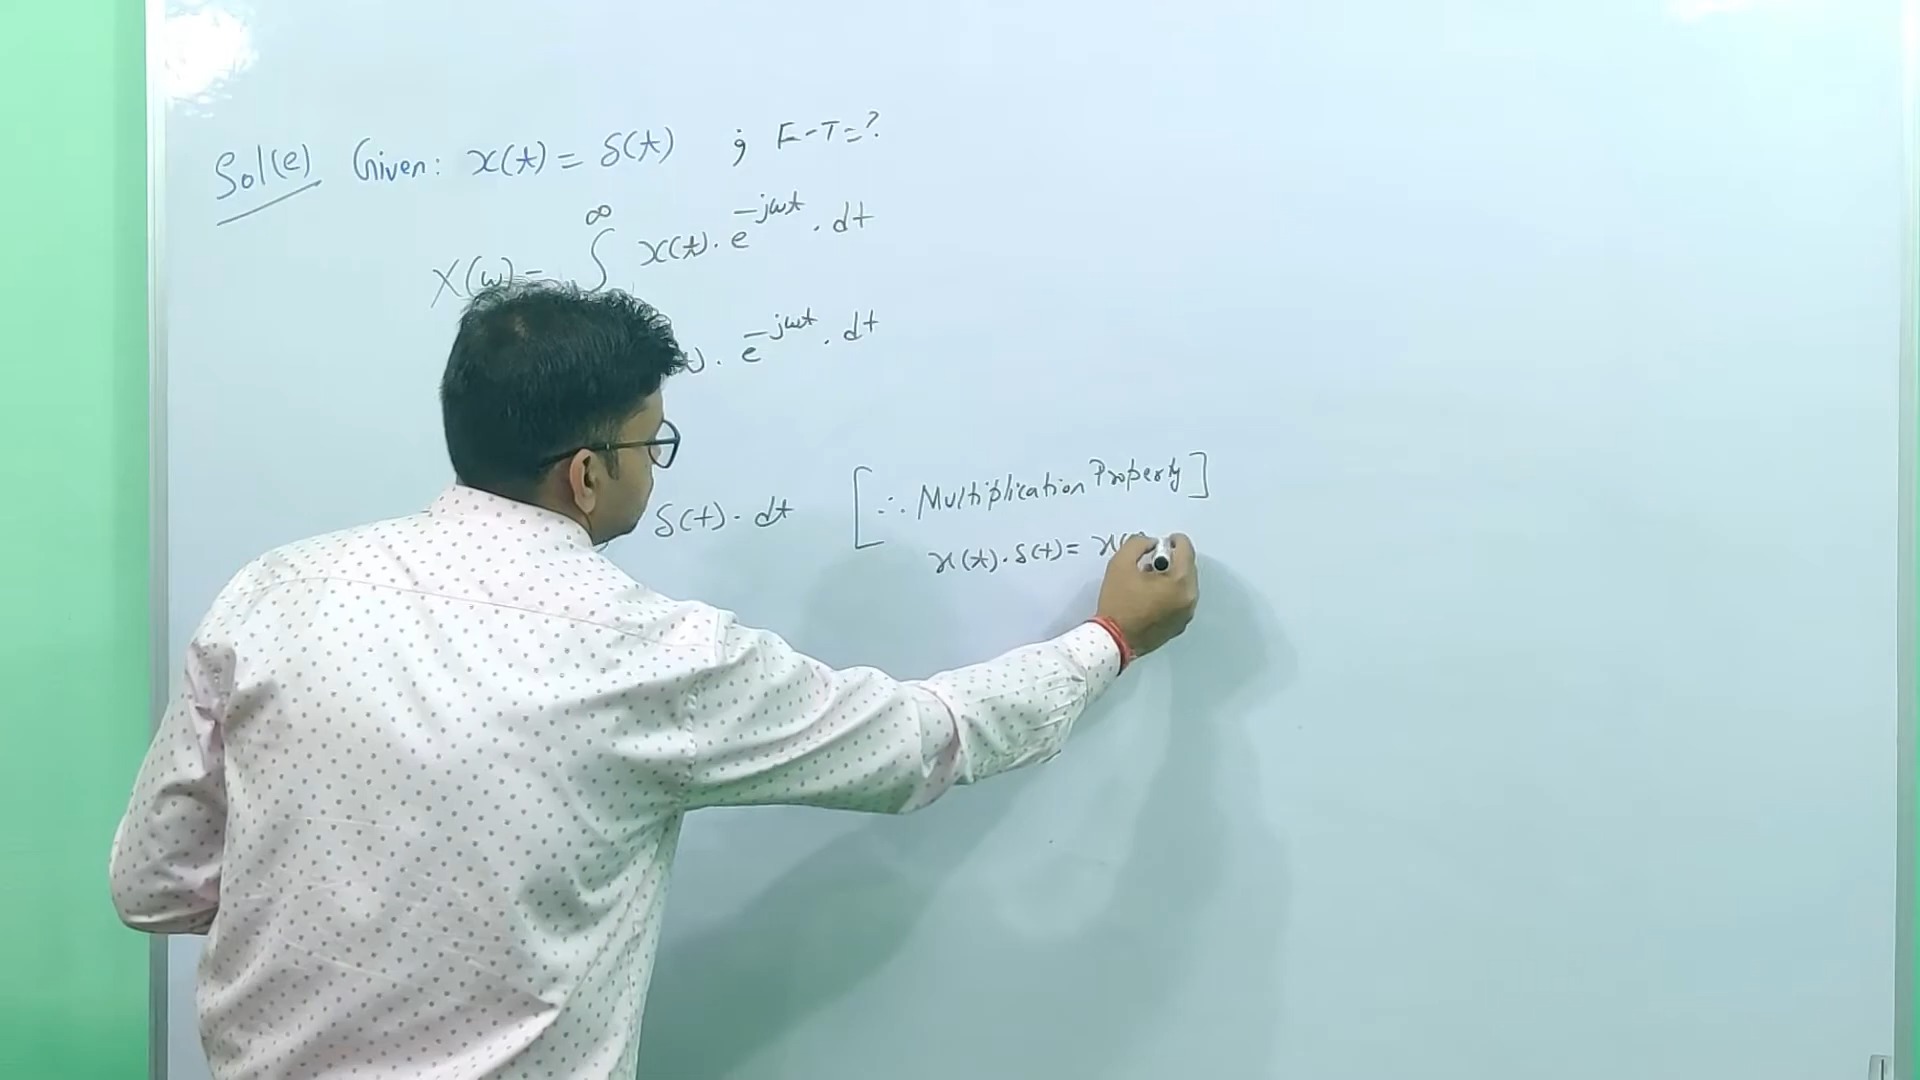 Sol(e) Given: x(t) = δ(t) ; F-T=?
∞
X(ω) = ∫ x(t). e^-jωt . dt
. e^-jωt . dt
δ(t). dt [∴ Multiplication Property]
x(t). δ(t) = x(